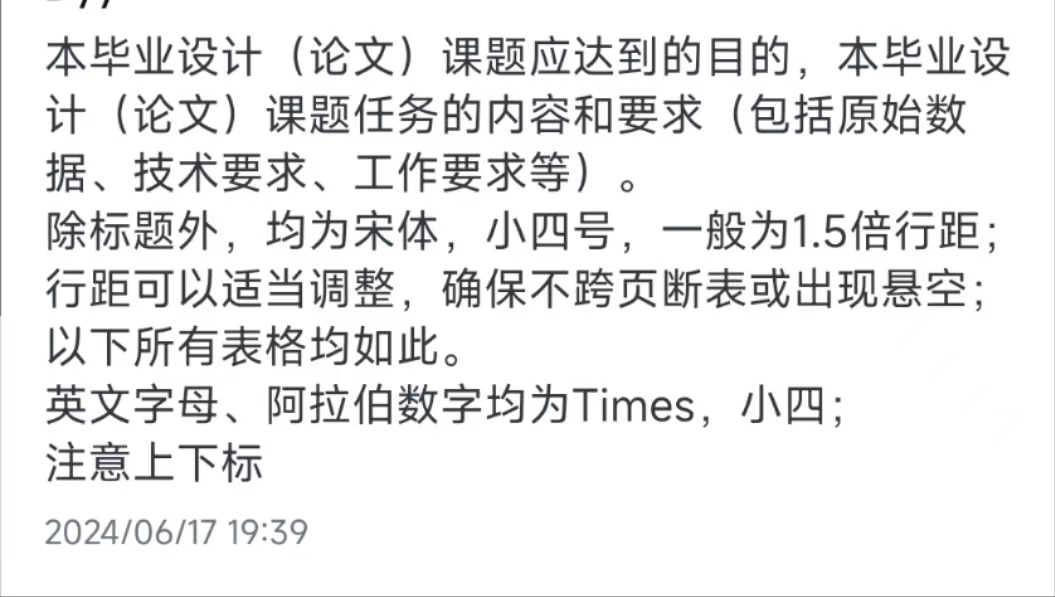 本毕业设计（论文）课题应达到的目的，本毕业设
计（论文）课题任务的内容和要求（包括原始数
据、技术要求、工作要求等）。
除标题外，均为宋体，小四号，一般为1.5倍行距；
行距可以适当调整，确保不跨页断表或出现悬空；
以下所有表格均如此。
英文字母、阿拉伯数字均为Times，小四；
注意上下标
2024/06/17 19:39